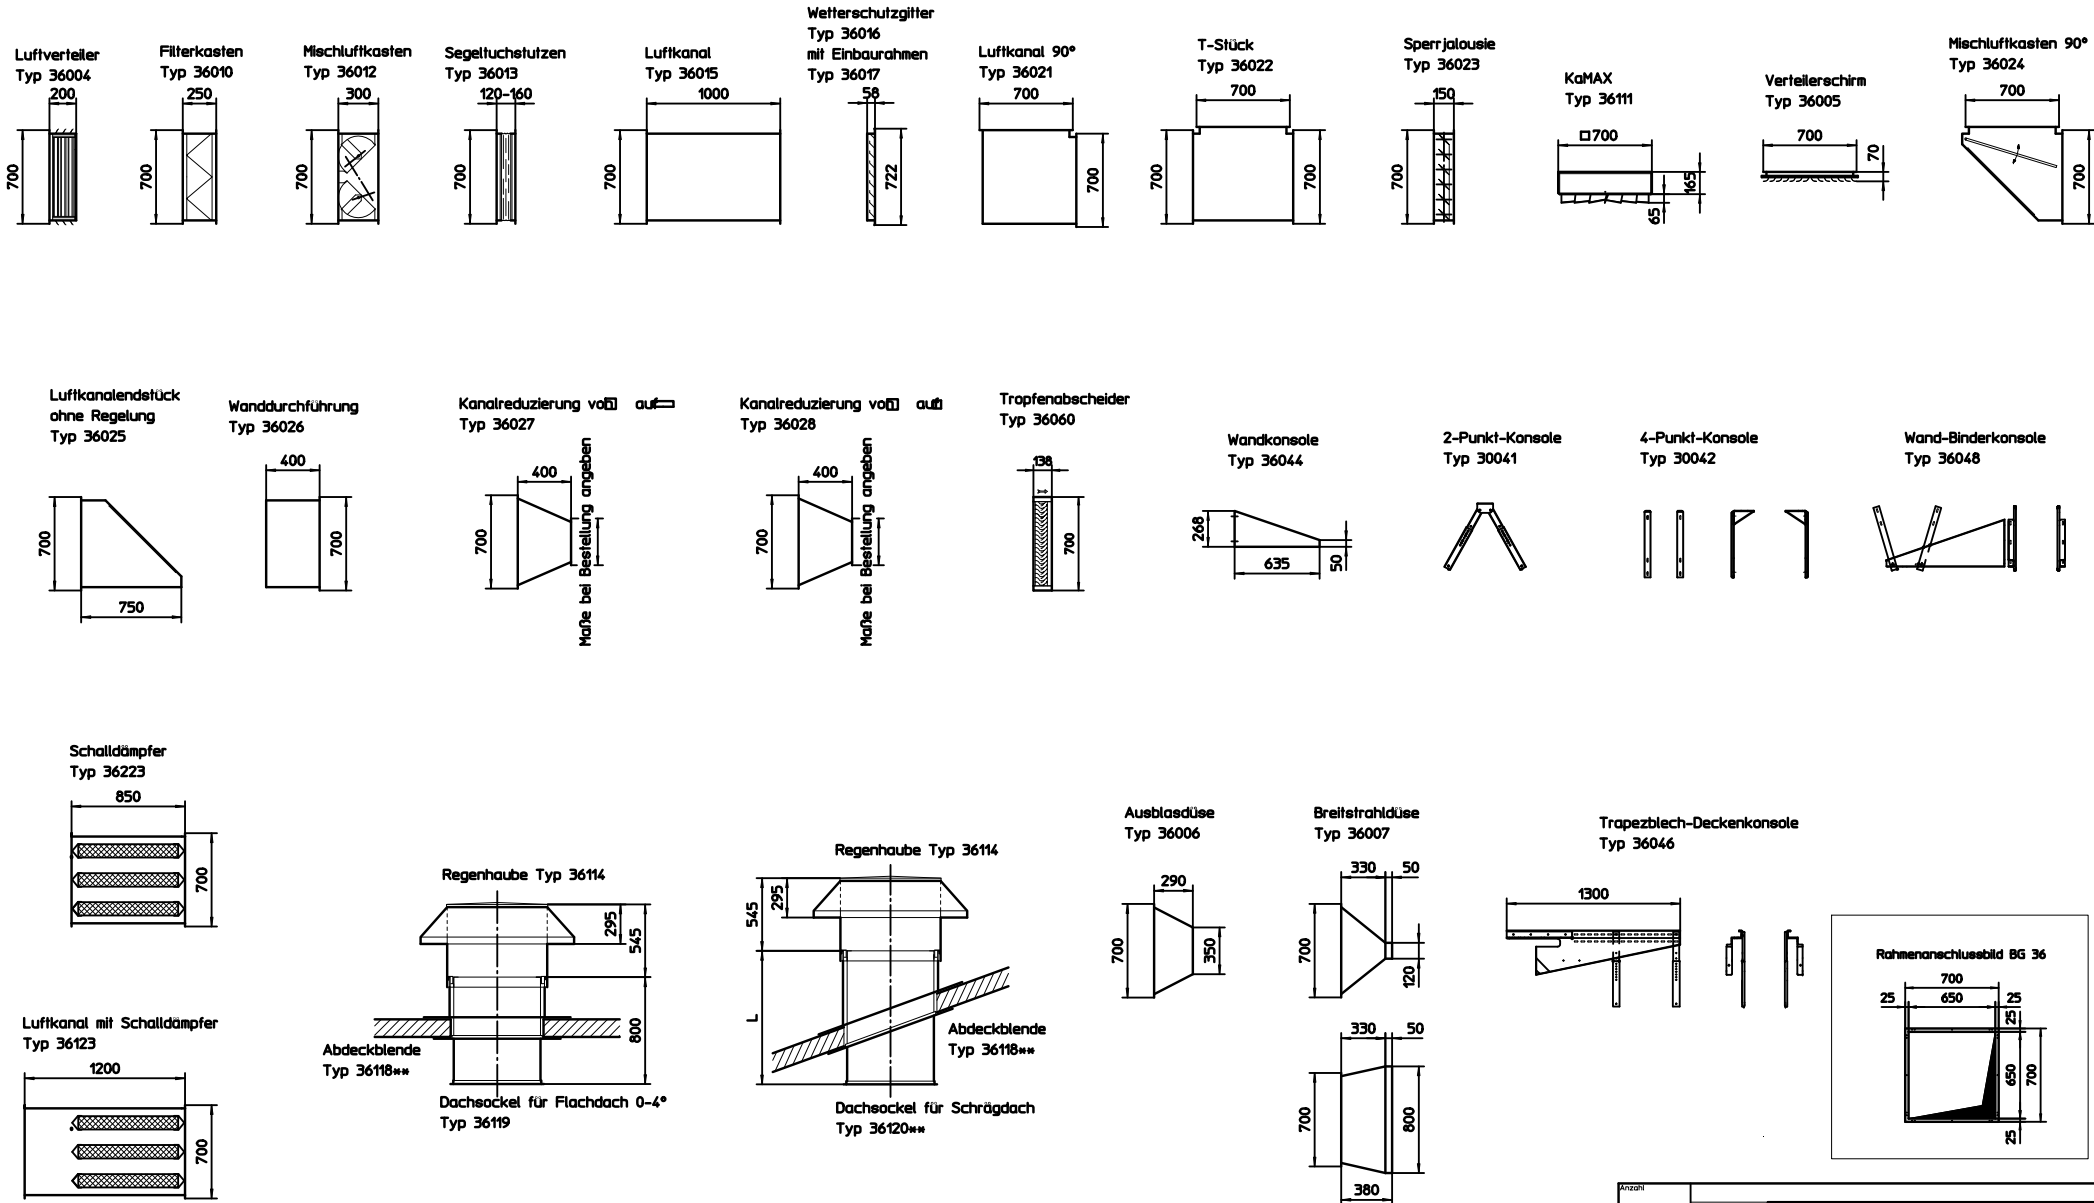 Luftverteiler
Typ 36004
200
700
Filterkasten
Typ 36010
250
700
Mischluftkasten
Typ 36012
300
700
Segeltuchstutzen
Typ 36013
120-160
700
Luftkanal
Typ 36015
1000
700
Wetterschutzgitter
Typ 36016
mit Einbaurahmen
Typ 36017
58
722
Luftkanal 90°
Typ 36021
700
700
T-Stück
Typ 36022
700
700
700
Sperrjalousie
Typ 36023
150
700
KaMAX
Typ 36111
□700
165
65
Verteilerschirm
Typ 36005
700
70
Mischluftkasten 90°
Typ 36024
700
700
Luftkanalendstück
ohne Regelung
Typ 36025
700
750
Wanddurchführung
Typ 36026
400
700
Kanalreduzierung von auf
Typ 36027
400
700
Maße bei Bestellung angeben
Kanalreduzierung von auf
Typ 36028
400
700
Maße bei Bestellung angeben
Tropfenabscheider
Typ 36060
138
700
Wandkonsole
Typ 36044
268
635
50
2-Punkt-Konsole
Typ 30041
4-Punkt-Konsole
Typ 30042
Wand-Binderkonsole
Typ 36048
Schalldämpfer
Typ 36223
850
700
Luftkanal mit Schalldämpfer
Typ 36123
1200
700
Regenhaube Typ 36114
295
545
800
Abdeckblende
Typ 36118**
Dachsockel für Flachdach 0-4°
Typ 36119
Regenhaube Typ 36114
545
295
L
Abdeckblende
Typ 36118**
Dachsockel für Schrägdach
Typ 36120**
Ausblasdüse
Typ 36006
290
700
350
Breitstrahldüse
Typ 36007
330 50
700
120
330 50
700
800
380
Trapezblech-Deckenkonsole
Typ 36046
1300
Rahmenanschlussbild BG 36
700
25 650 25
25
650
700
25
Anzahl